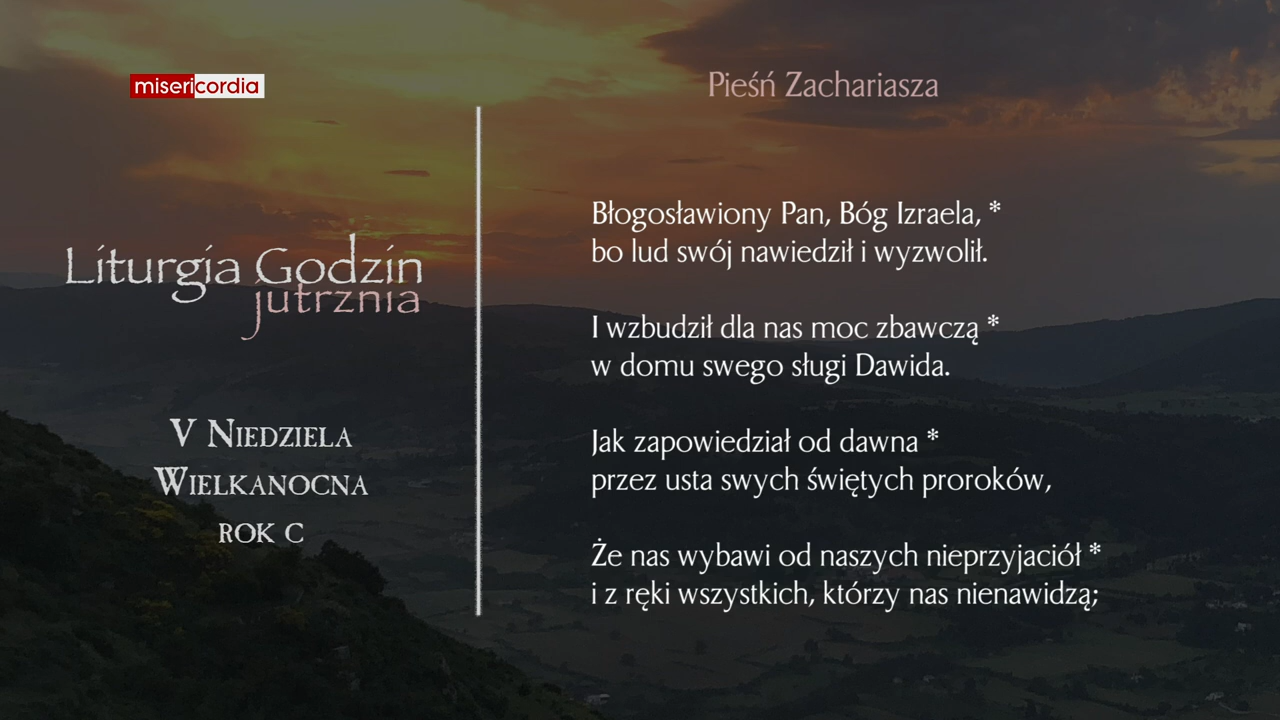 misericordia
Liturgia Godzin
jutrznia
V Niedziela
Wielkanocna
rok C
Pieśń Zachariasza
Błogosławiony Pan, Bóg Izraela, *
bo lud swój nawiedził i wyzwolił.
I wzbudził dla nas moc zbawczą *
w domu swego sługi Dawida.
Jak zapowiedział od dawna *
przez usta swych świętych proroków,
Że nas wybawi od naszych nieprzyjaciół *
i z ręki wszystkich, którzy nas nienawidzą;